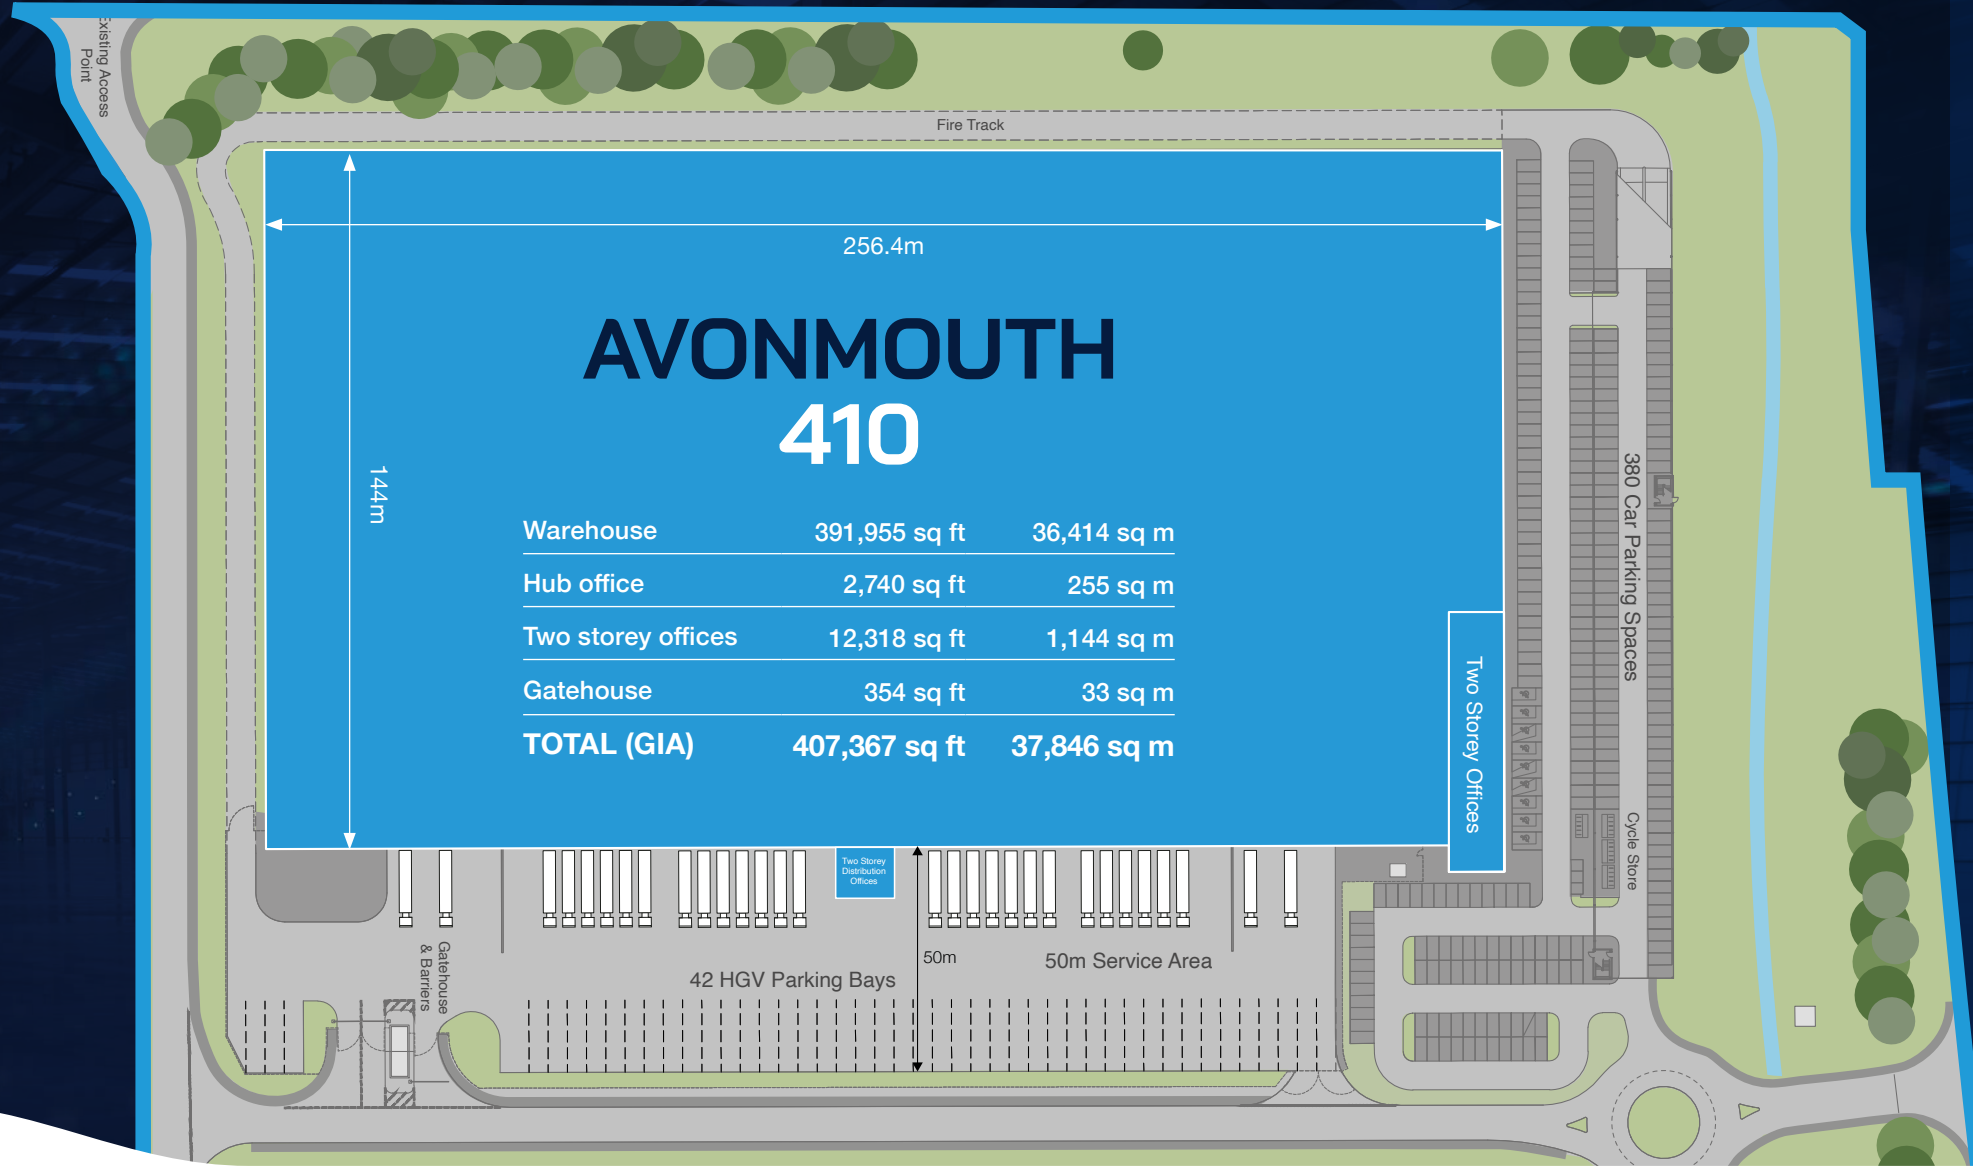 Existing Access
Point
Fire Track
256.4m
144m
AVONMOUTH
410
Warehouse 391,955 sq ft 36,414 sq m
Hub office 2,740 sq ft 255 sq m
Two storey offices 12,318 sq ft 1,144 sq m
Gatehouse 354 sq ft 33 sq m
TOTAL (GIA) 407,367 sq ft 37,846 sq m
380 Car Parking Spaces
Two Storey Offices
Cycle Store
Two Storey
Distribution
Offices
Gatehouse
& Barriers
42 HGV Parking Bays
50m
50m Service Area